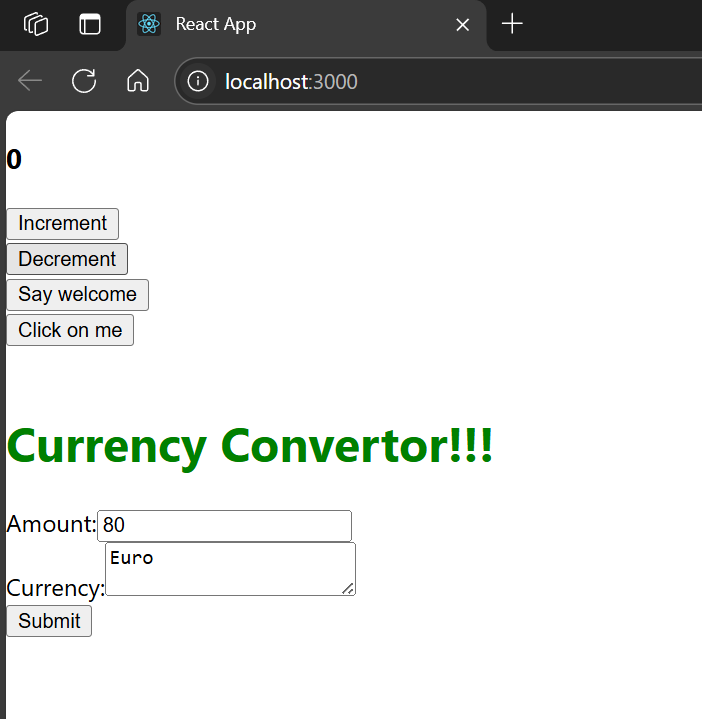 React App
localhost:3000
0
Increment
Decrement
Say welcome
Click on me
Currency Convertor!!!
Amount:80
Euro
Currency:
Submit